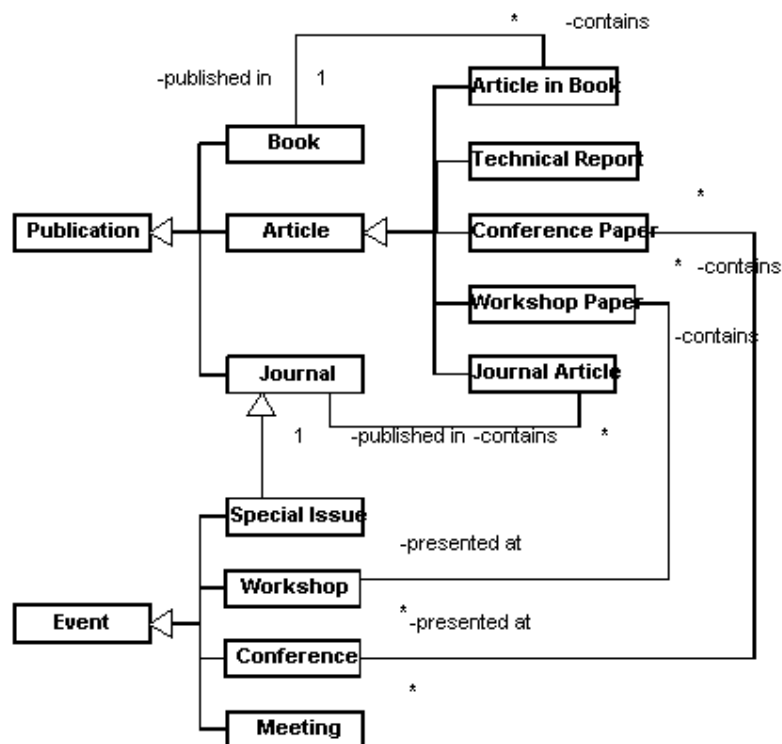 * -contains
-published in 1
Article in Book
Book
Technical Report
*
Publication Article Conference Paper
* -contains
Workshop Paper
-contains
Journal Journal Article
1 -published in -contains *
Special Issue
-presented at
Workshop
* -presented at
Event
Conference
*
Meeting